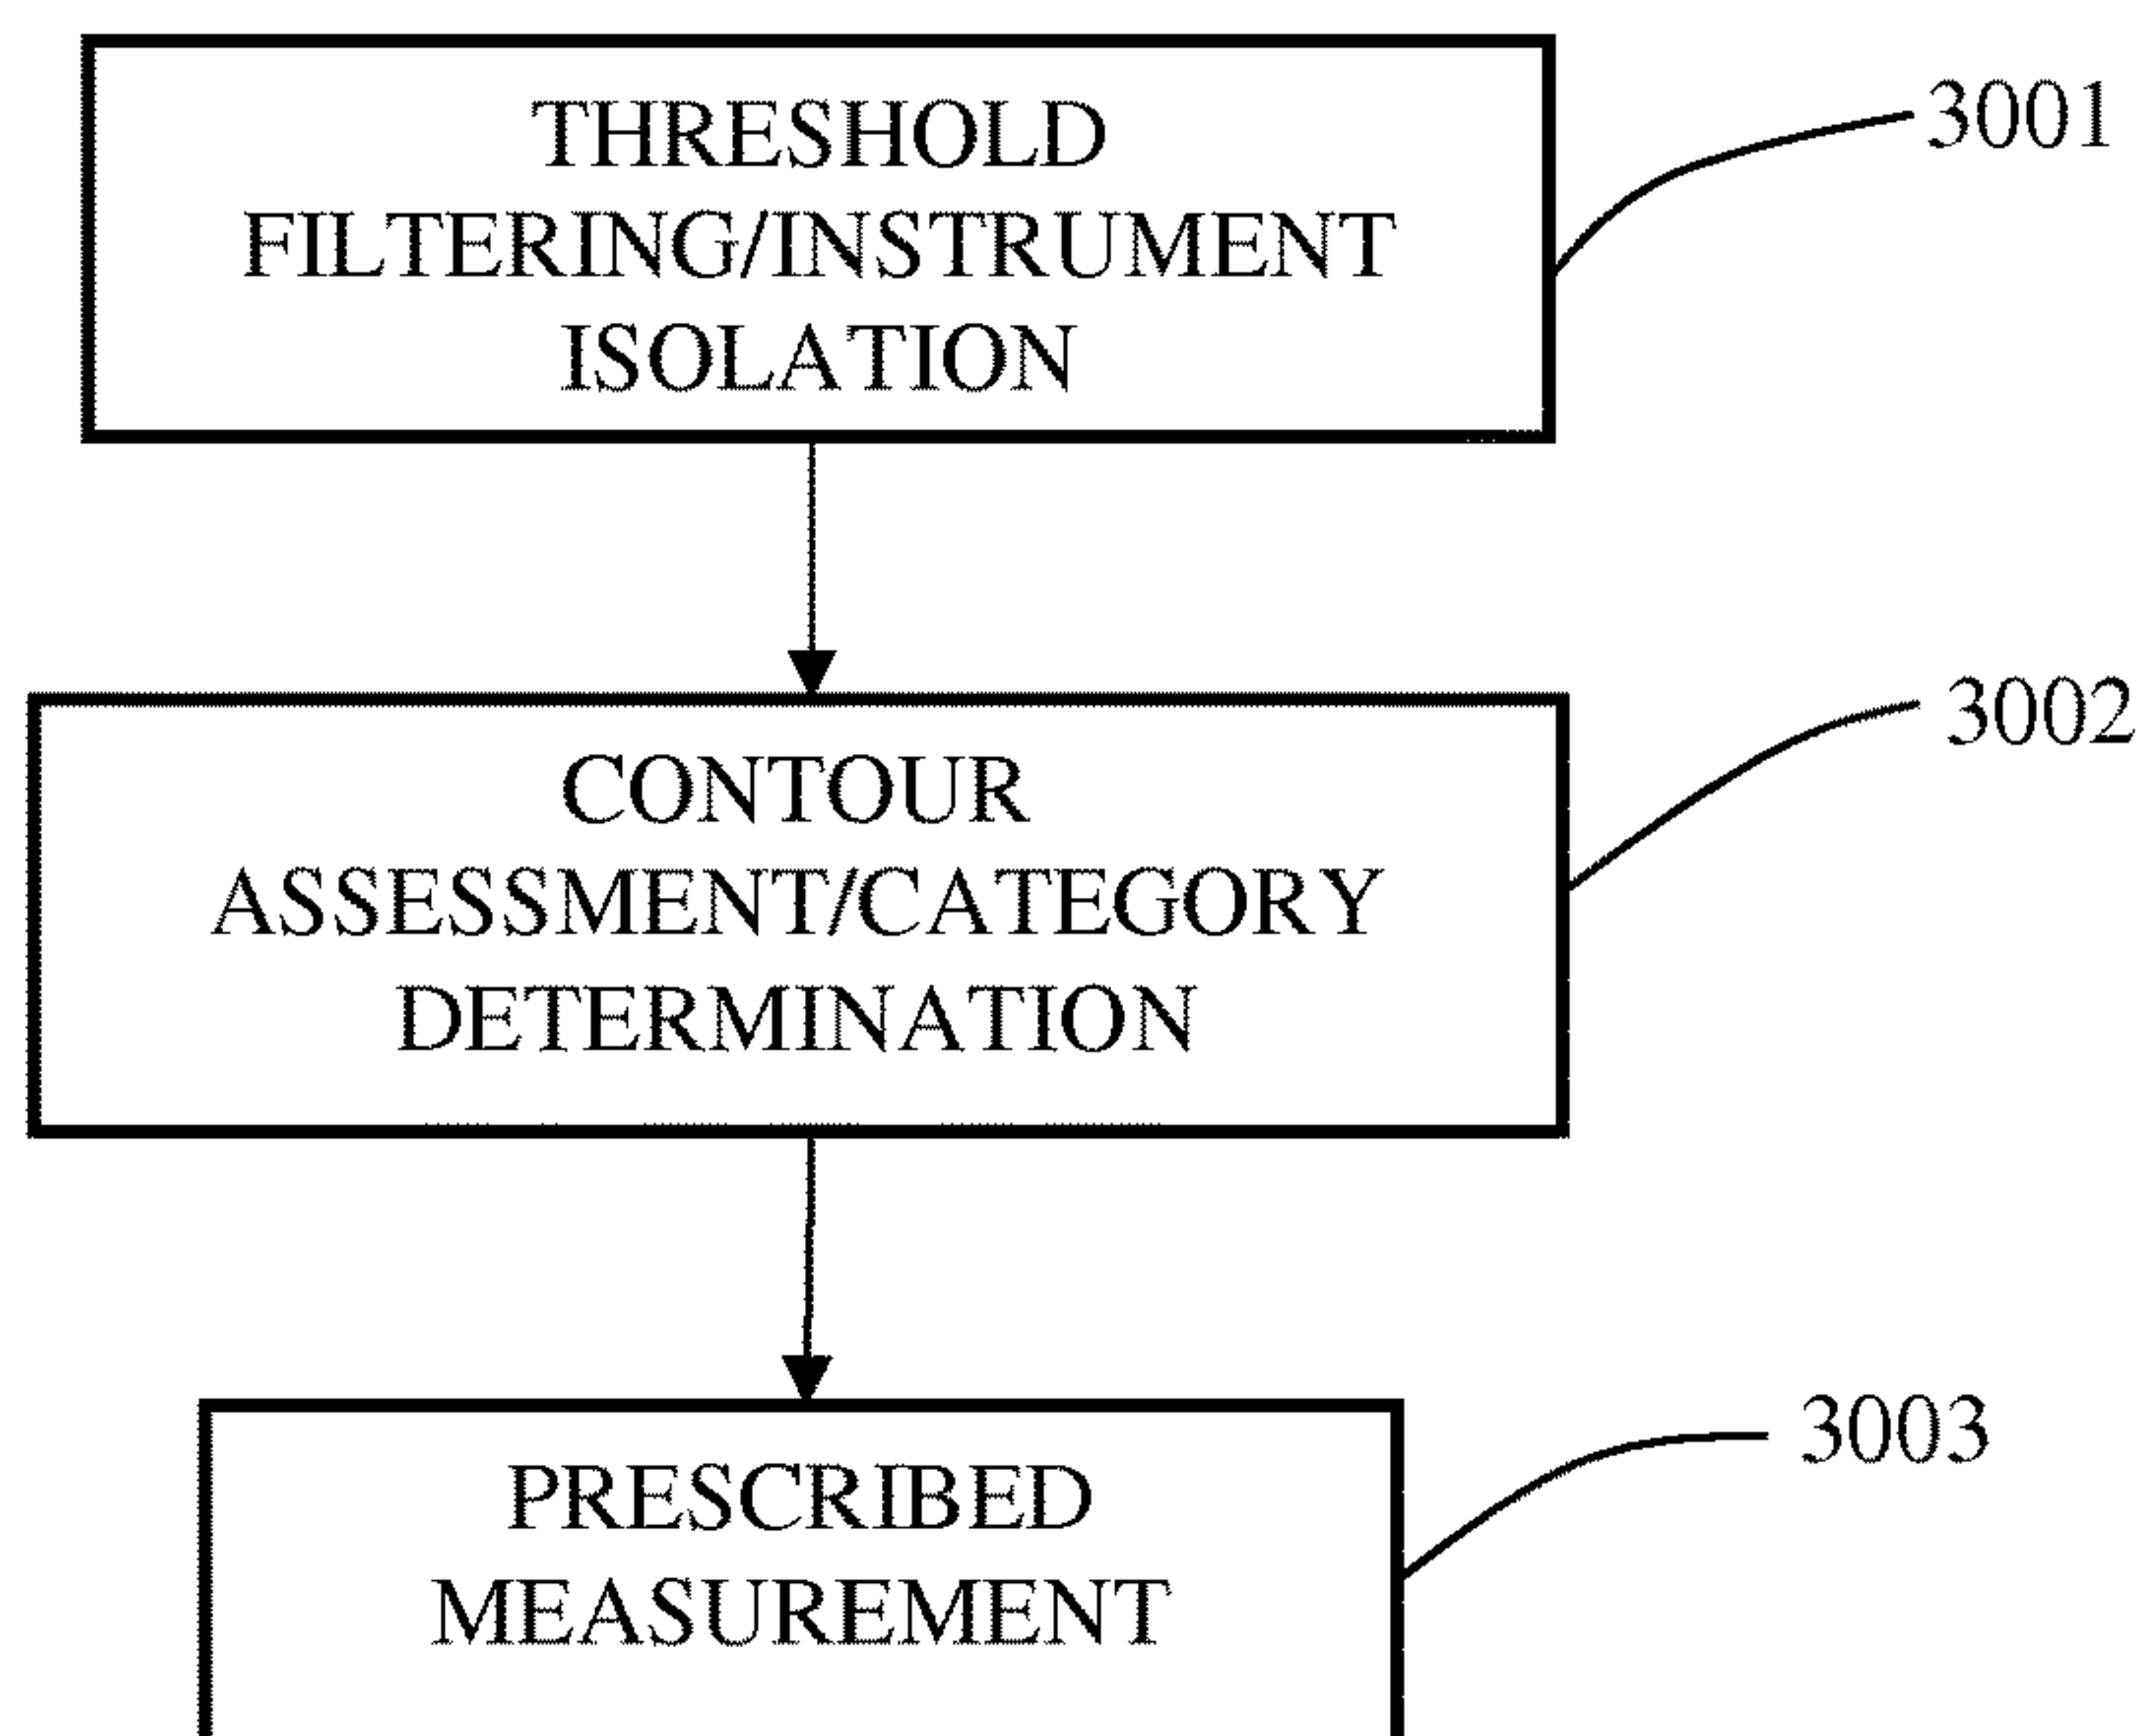 THRESHOLD
FILTERING/INSTRUMENT
ISOLATION
3001
CONTOUR
ASSESSMENT/CATEGORY
DETERMINATION
3002
PRESCRIBED
MEASUREMENT
3003